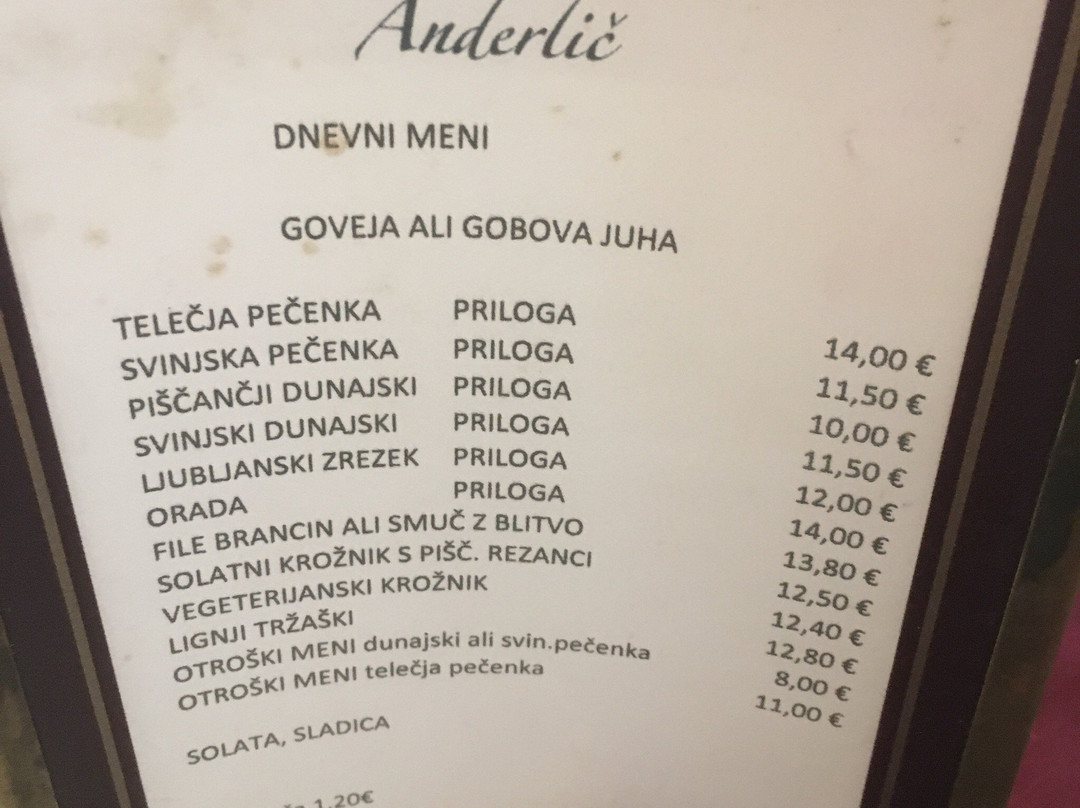 Anderlič
DNEVNI MENI
GOVEJA ALI GOBOVA JUHA
TELEČJA PEČENKA PRILOGA 14,00 €
SVINJSKA PEČENKA PRILOGA 11,50 €
PIŠČANČJI DUNAJSKI PRILOGA 10,00 €
SVINJSKI DUNAJSKI PRILOGA 11,50 €
LJUBLJANSKI ZREZEK PRILOGA 12,00 €
ORADA PRILOGA 14,00 €
FILE BRANCIN ALI SMUČ Z BLITVO 13,80 €
SOLATNI KROŽNIK S PIŠČ. REZANCI 12,50 €
VEGETERIJANSKI KROŽNIK 12,40 €
LIGNJI TRŽAŠKI 12,80 €
OTROŠKI MENI dunajski ali svin.pečenka 8,00 €
OTROŠKI MENI telečja pečenka 11,00 €
SOLATA, SLADICA
1,20€